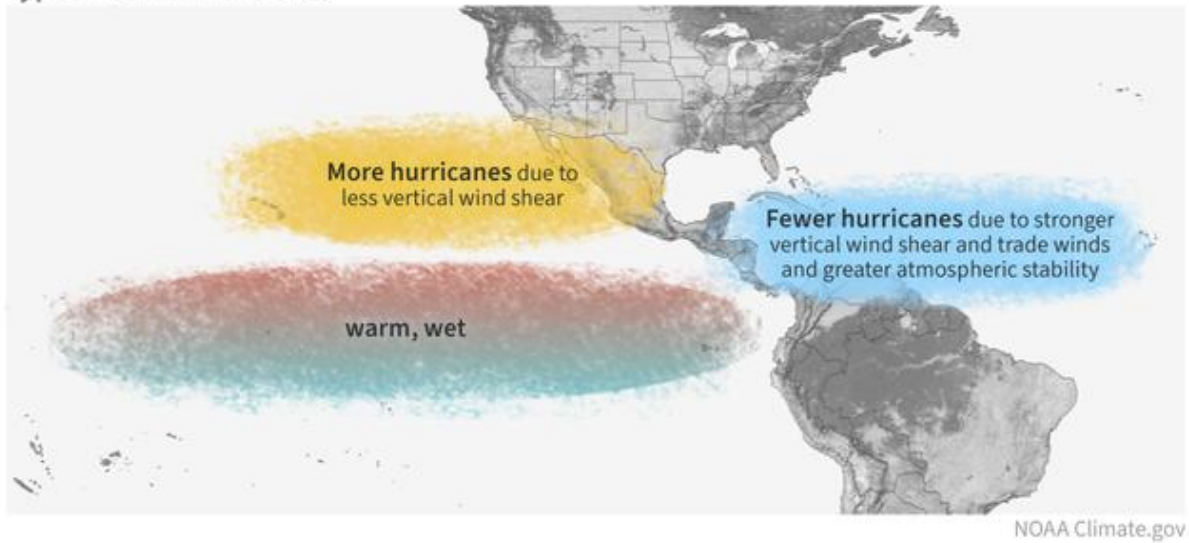 More hurricanes due to
less vertical wind shear
Fewer hurricanes due to stronger
vertical wind shear and trade winds
and greater atmospheric stability
warm, wet
NOAA Climate.gov